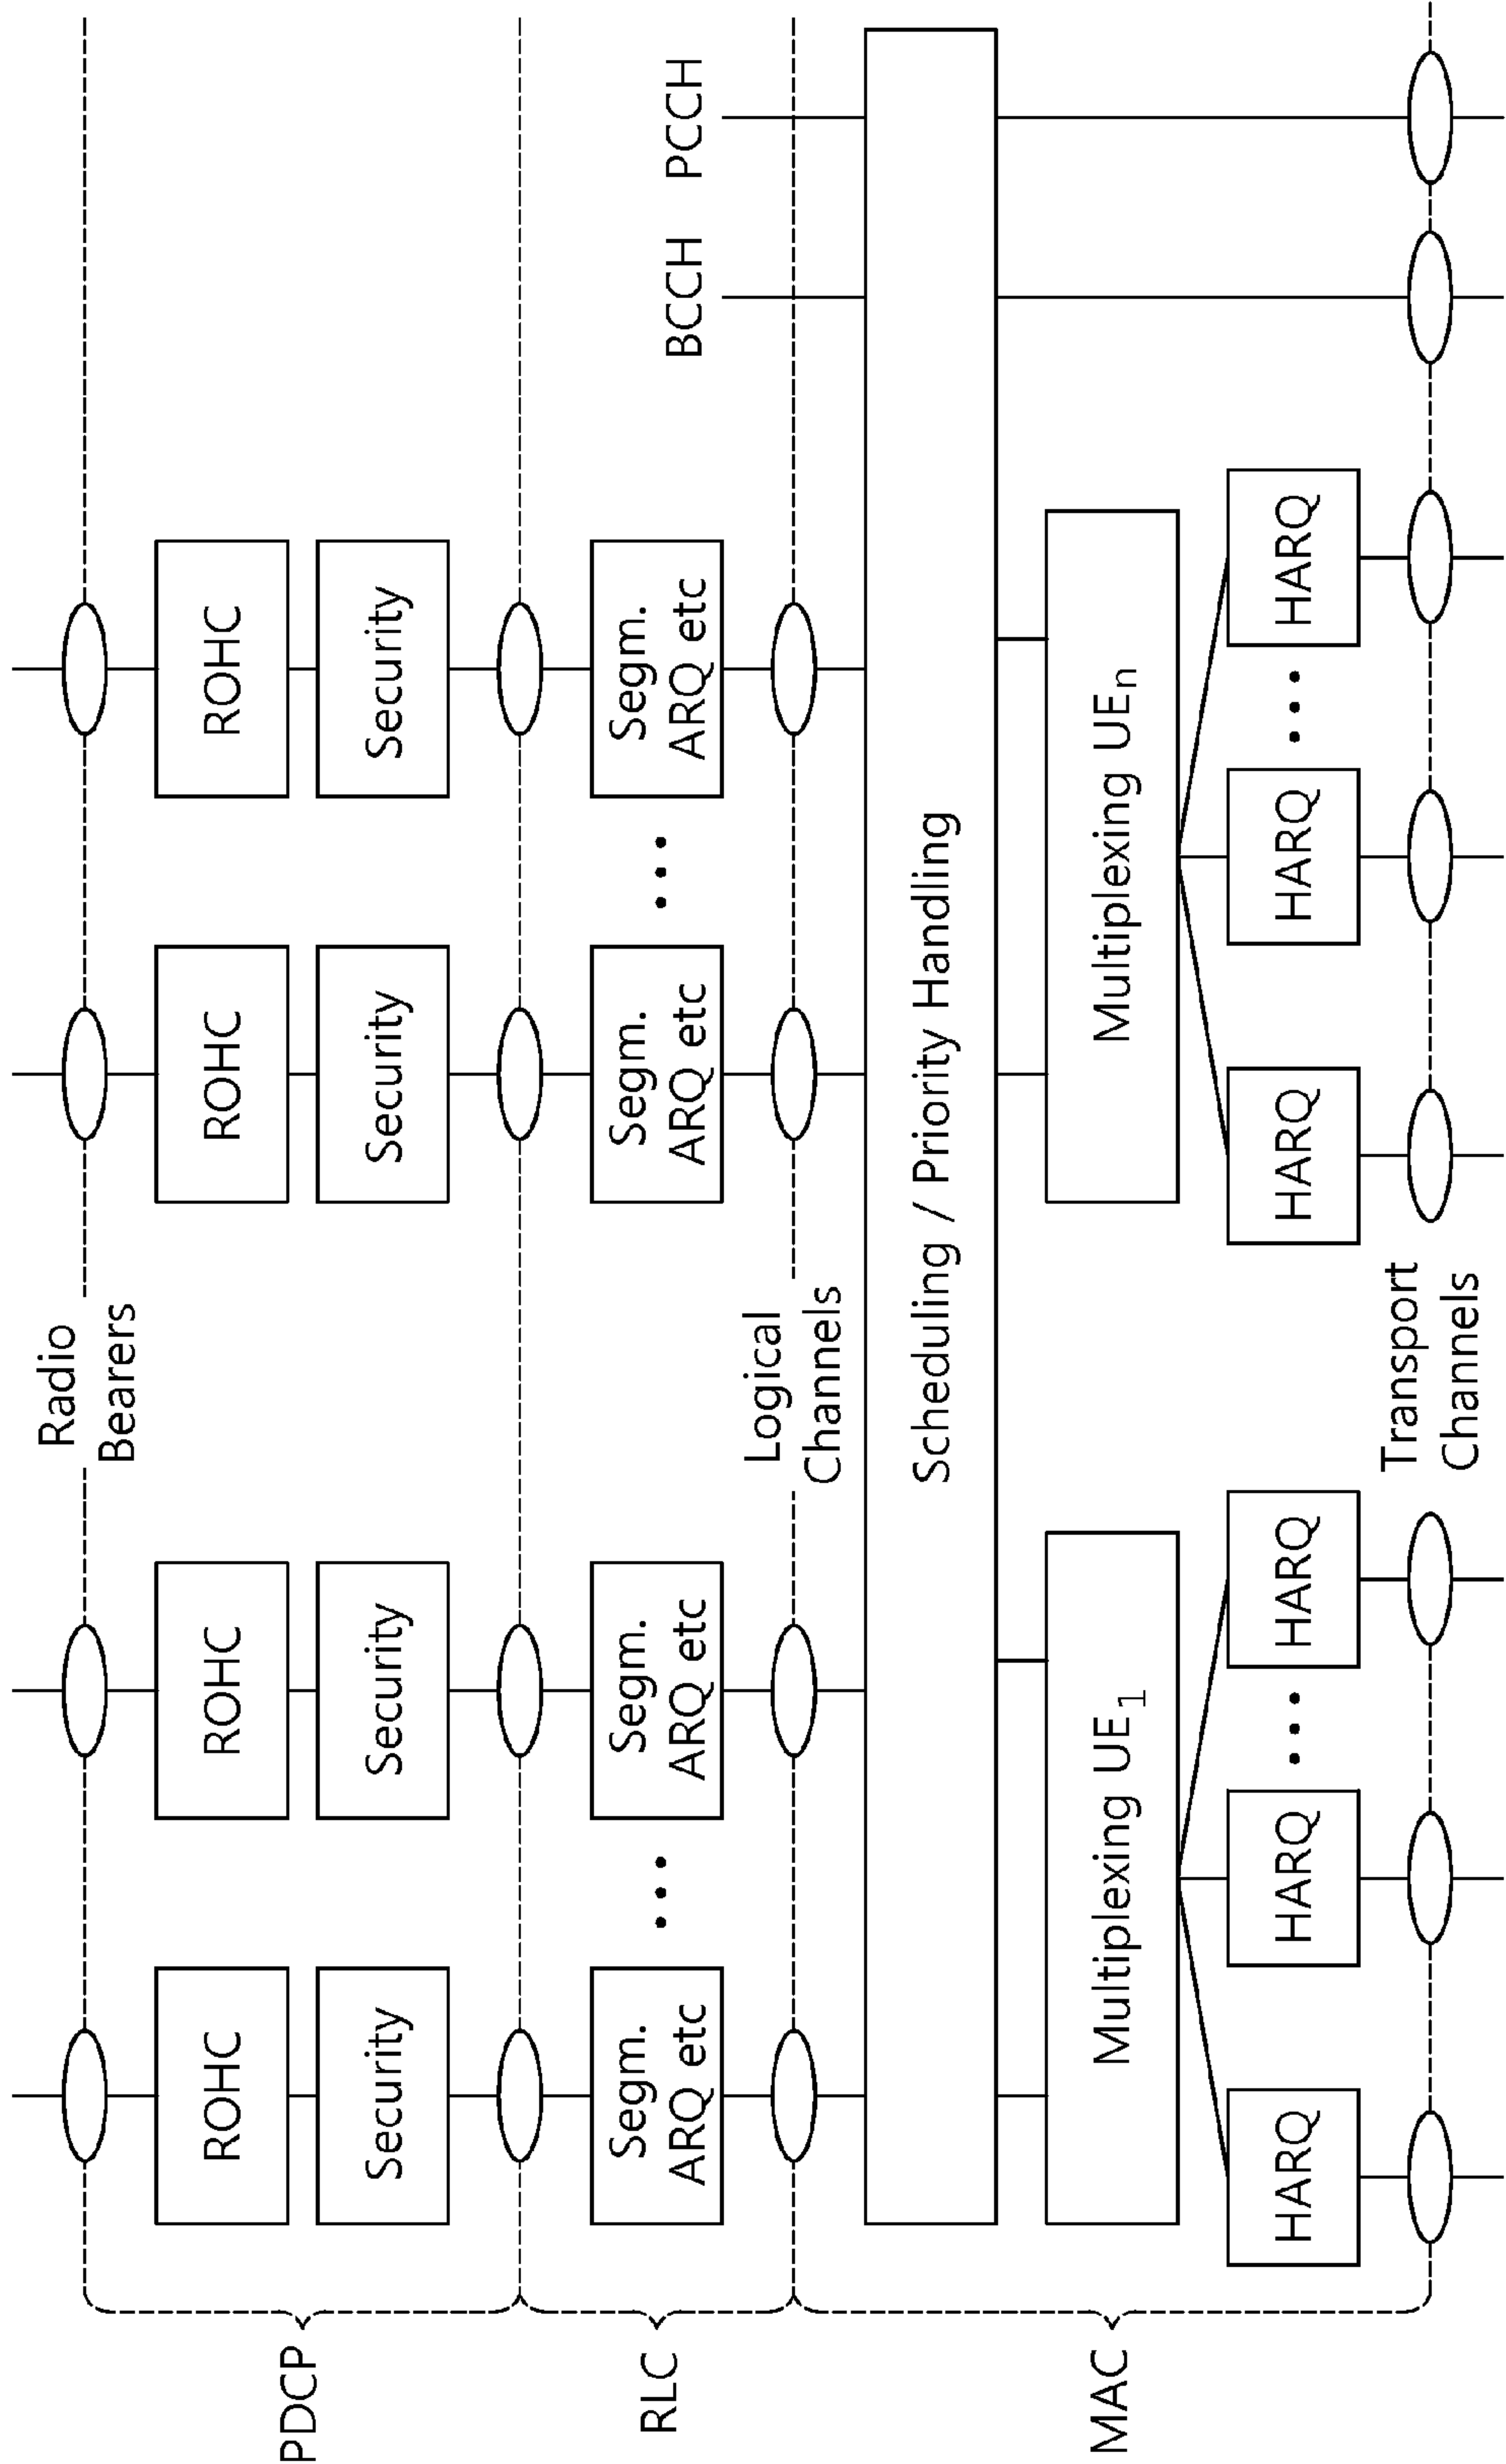 Radio
Bearers
PDCP
ROHC
ROHC
ROHC
ROHC
Security
Security
Security
Security
RLC
Segm.
ARQ etc
Segm.
ARQ etc
Segm.
ARQ etc
Segm.
ARQ etc
BCCH
PCCH
Logical
Channels
Scheduling / Priority Handling
MAC
Multiplexing UE1
Multiplexing UEn
HARQ
HARQ
HARQ
HARQ
HARQ
HARQ
Transport
Channels